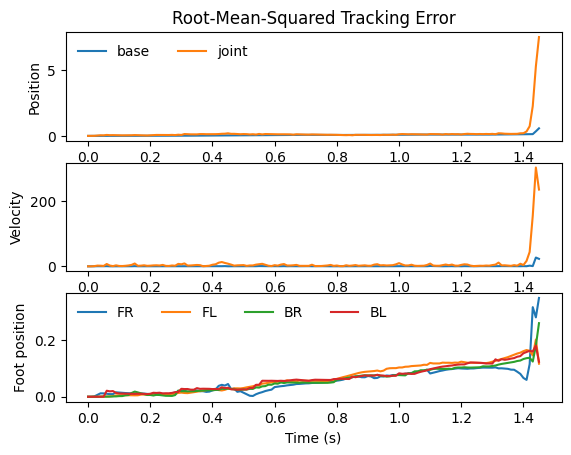 Root-Mean-Squared Tracking Error
base joint
Position
5
0
0.0 0.2 0.4 0.6 0.8 1.0 1.2 1.4
Velocity
200
0
0.0 0.2 0.4 0.6 0.8 1.0 1.2 1.4
FR FL BR BL
Foot position
0.2
0.0
0.0 0.2 0.4 0.6 0.8 1.0 1.2 1.4
Time (s)